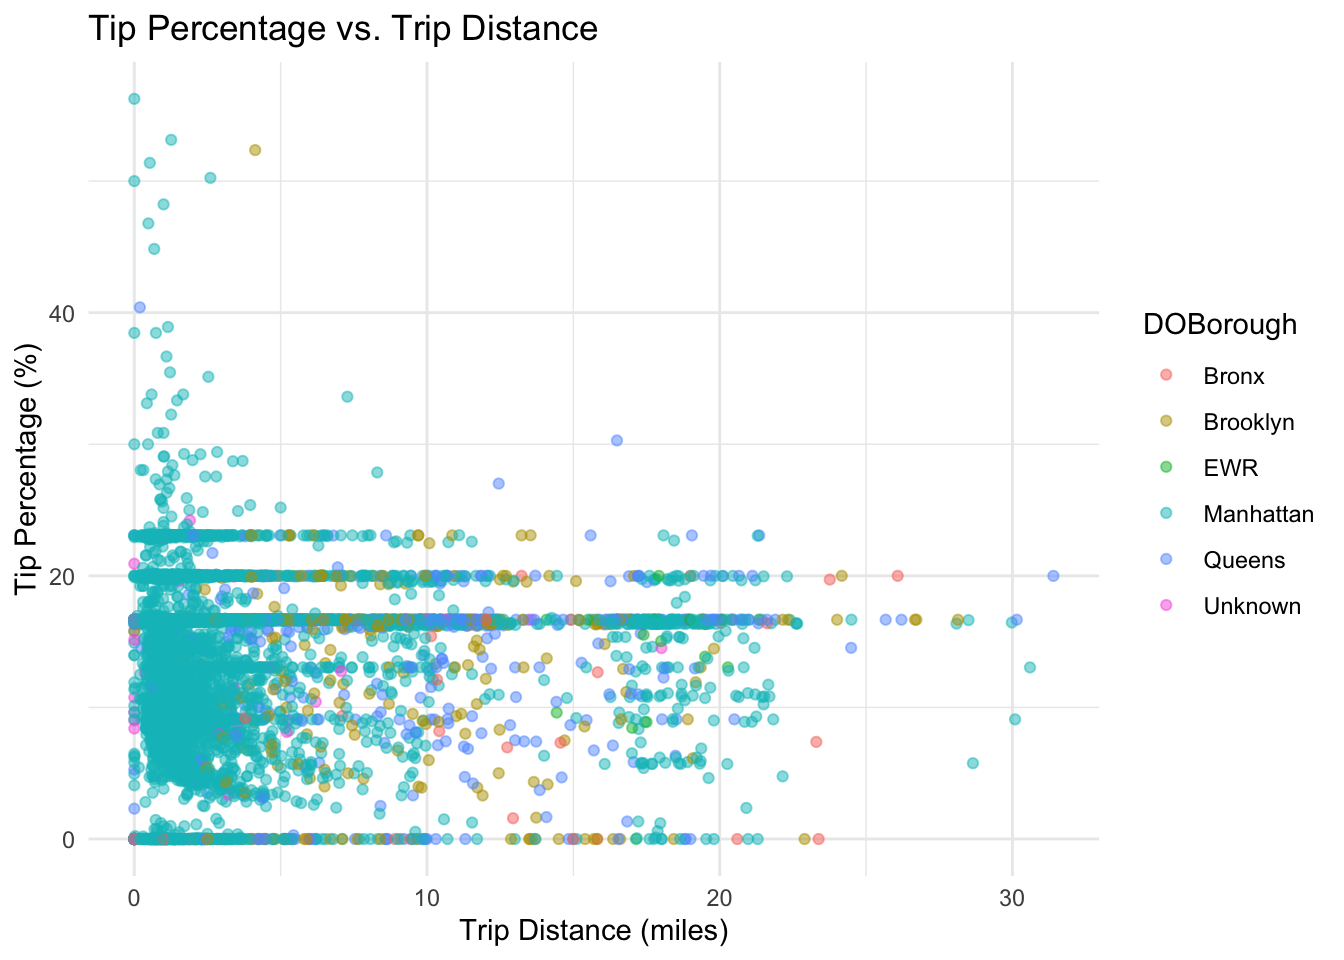 Tip Percentage vs. Trip Distance
Tip Percentage (%)
40
20
0
0 10 20 30
Trip Distance (miles)
DOBorough
Bronx
Brooklyn
EWR
Manhattan
Queens
Unknown